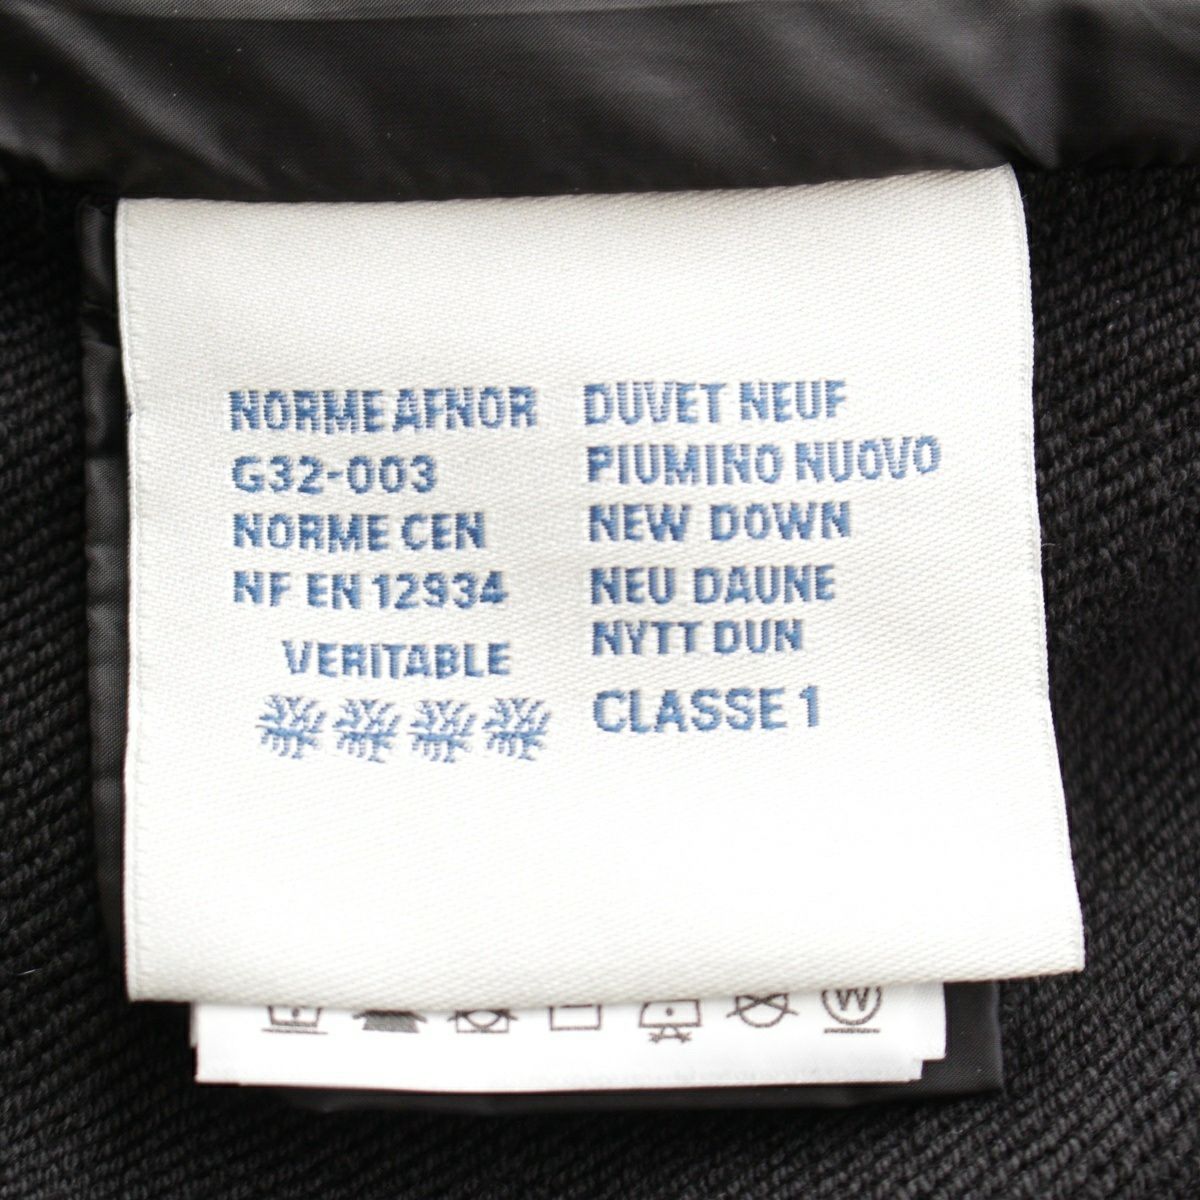 NORME AFNOR
G32-003
NORME CEN
NF EN 12934
VERITABLE
DUVET NEUF
PIUMINO NUOVO
NEW DOWN
NEU DAUNE
NYTT DUN
CLASSE 1
W